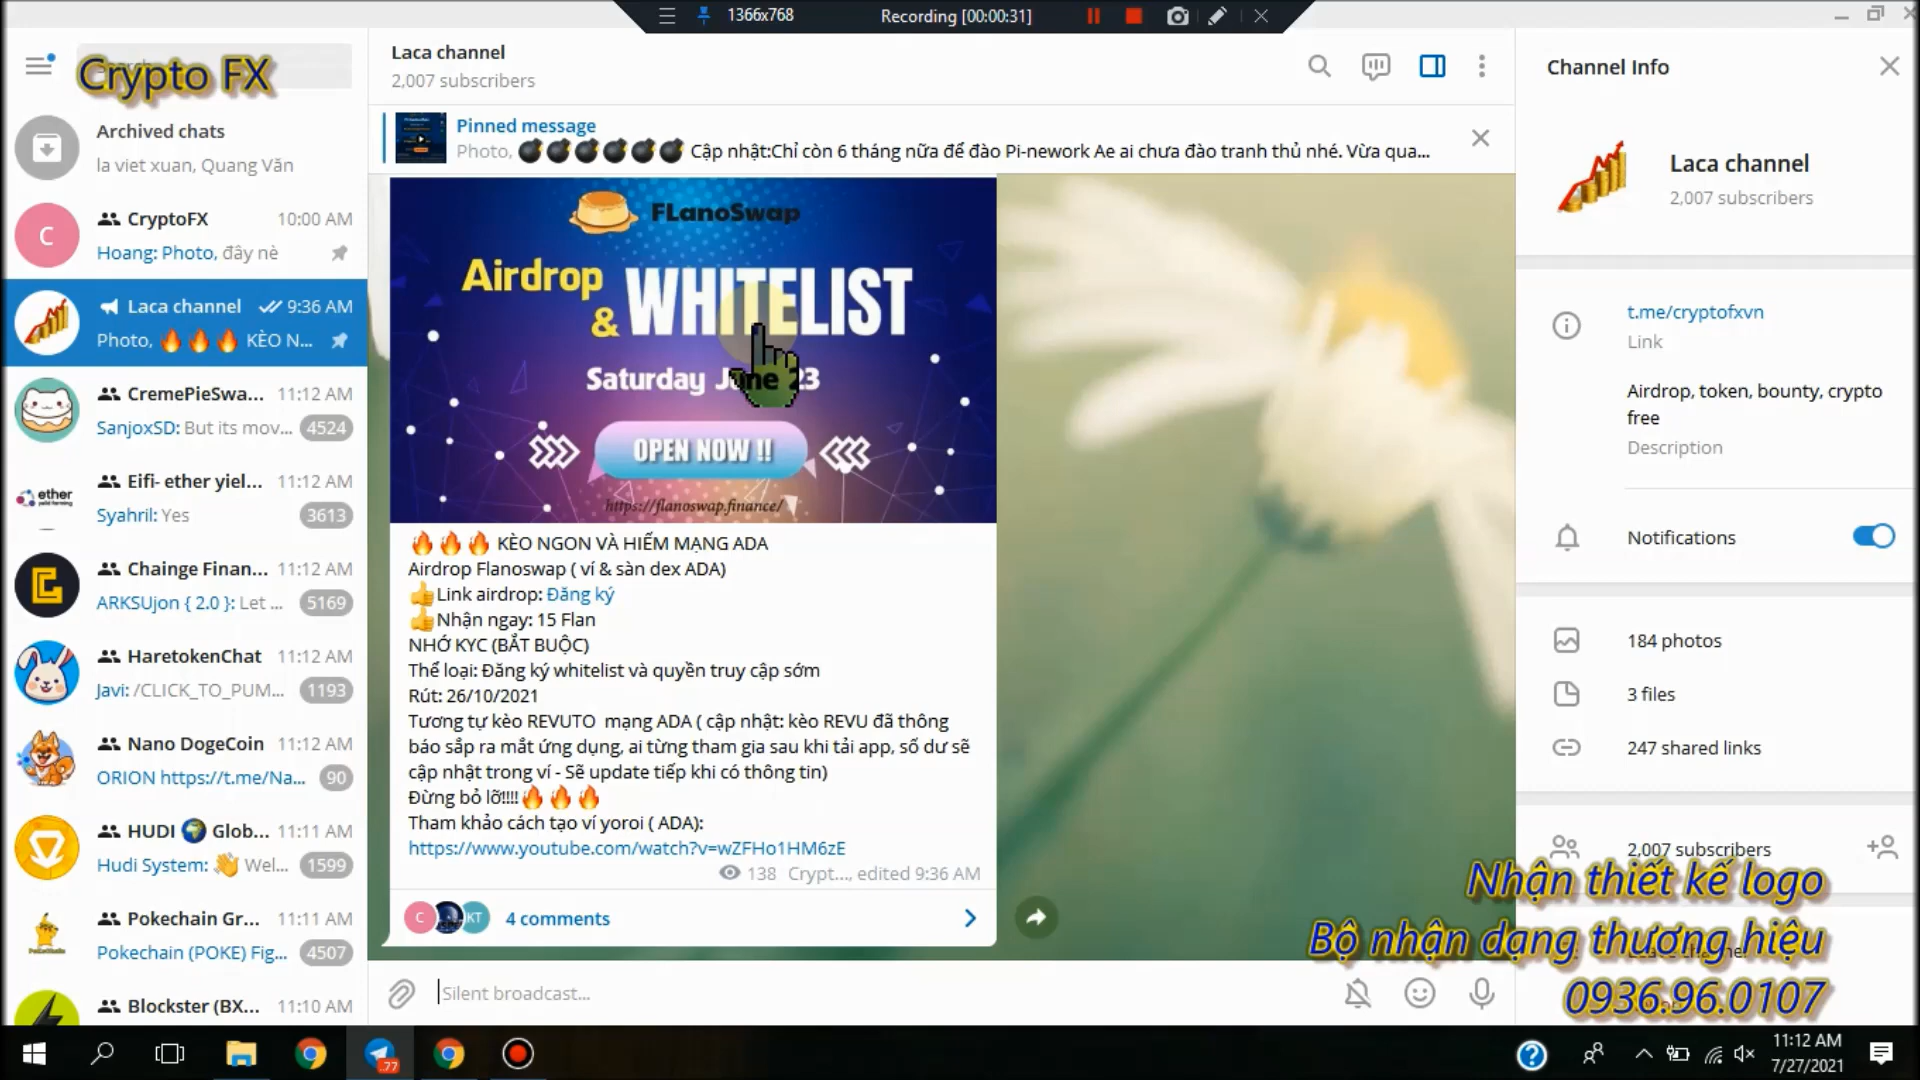 1366x768
Recording [00:00:31]
Crypto FX
Archived chats
la viet xuan, Quang Văn
CryptoFX 10:00 AM
Hoang: Photo, đây nè
Laca channel 9:36 AM
Photo, 🔥🔥🔥 KÈO N...
CremePieSwa... 11:12 AM
SanjoxSD: But its mov... 4524
ether
Eifi- ether yiel... 11:12 AM
Syahril: Yes 3613
Chainge Finan... 11:12 AM
ARKSUjon { 2.0 }: Let ... 5169
HaretokenChat 11:12 AM
Javi: /CLICK_TO_PUM... 1193
Nano DogeCoin 11:12 AM
ORION https://t.me/Na... 90
HUDI 🌍 Glob... 11:11 AM
Hudi System: 👋 Wel... 1599
Pokechain Gr... 11:11 AM
Pokechain (POKE) Fig... 4507
Blockster (BX... 11:10 AM
Laca channel
2,007 subscribers
Pinned message
Photo, 💣💣💣💣💣💣 Cập nhật:Chỉ còn 6 tháng nữa để đào Pi-nework Ae ai chưa đào tranh thủ nhé. Vừa qua...
FLanoSwap
Airdrop
& WHITELIST
Saturday June 23
OPEN NOW !!
https://flanoswap.finance/
🔥🔥🔥 KÈO NGON VÀ HIẾM MẠNG ADA
Airdrop Flanoswap ( ví & sàn dex ADA)
👍Link airdrop: Đăng ký
👍Nhận ngay: 15 Flan
NHỚ KYC (BẮT BUỘC)
Thể loại: Đăng ký whitelist và quyền truy cập sớm
Rút: 26/10/2021
Tương tự kèo REVUTO mạng ADA ( cập nhật: kèo REVU đã thông
báo sắp ra mắt ứng dụng, ai từng tham gia sau khi tải app, số dư sẽ
cập nhật trong ví - Sẽ update tiếp khi có thông tin)
Đừng bỏ lỡ!!!!🔥🔥🔥
Tham khảo cách tạo ví yoroi ( ADA):
https://www.youtube.com/watch?v=wZFHo1HM6zE
138 Crypt..., edited 9:36 AM
C KT 4 comments
Silent broadcast...
Channel Info
Laca channel
2,007 subscribers
t.me/cryptofxvn
Link
Airdrop, token, bounty, crypto
free
Description
Notifications
184 photos
3 files
247 shared links
2,007 subscribers
Nhận thiết kế logo
Bộ nhận dạng thương hiệu
0936.96.0107
.77
11:12 AM
7/27/2021